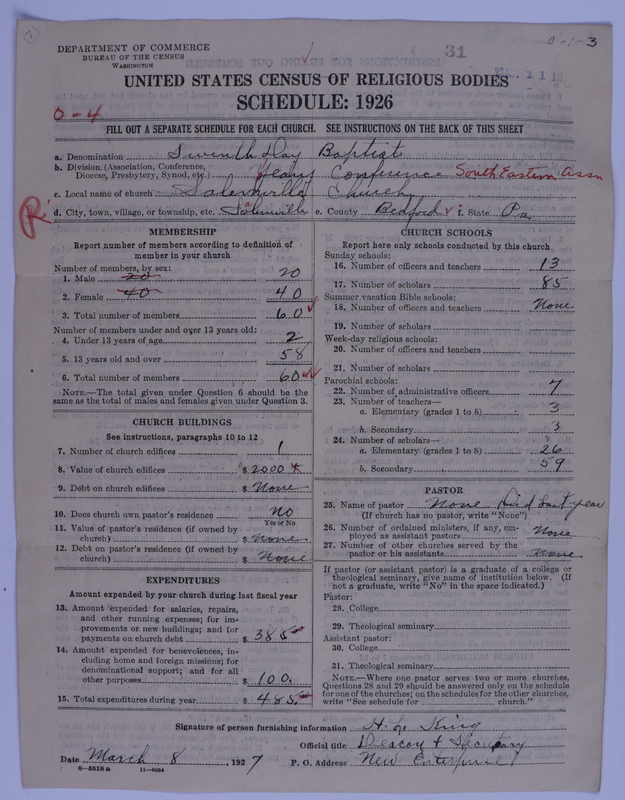 DEPARTMENT OF COMMERCE
BUREAU OF THE CENSUS
WASHINGTON
31
0-1-3
UNITED STATES CENSUS OF RELIGIOUS BODIES
SCHEDULE: 1926
0-4
FILL OUT A SEPARATE SCHEDULE FOR EACH CHURCH. SEE INSTRUCTIONS ON THE BACK OF THIS SHEET
a. Denomination Seventh Day Baptist
b. Division (Association, Conference, Diocese, Presbytery, Synod, etc.) Conference South Eastern Assn
c. Local name of church Salemville Church
d. City, town, village, or township, etc. Salemville e. County Bedford f. State Pa.
R.
MEMBERSHIP
Report number of members according to definition of
member in your church
Number of members, by sex:
1. Male 20 20
2. Female 40 40
3. Total number of members 60
Number of members under and over 13 years old:
4. Under 13 years of age 2
5. 13 years old and over 58
6. Total number of members 60
NOTE.—The total given under Question 6 should be
same as the total of males and females given under Question 3.
CHURCH BUILDINGS
See instructions, paragraphs 10 to 12
7. Number of church edifices 1
8. Value of church edifices $ 2000
9. Debt on church edifices $ None
10. Does church own pastor's residence no
Yes or No
11. Value of pastor's residence (if owned by
church) $ None
12. Debt on pastor's residence (if owned by
church) $ None
EXPENDITURES
Amount expended by your church during last fiscal year
13. Amount expended for salaries, repairs,
and other running expenses; for im-
provements or new buildings; and for
payments on church debt $ 385
14. Amount expended for benevolences, in-
cluding home and foreign missions; for
denominational support; and for all
other purposes $ 100.
15. Total expenditures during year $ 485
CHURCH SCHOOLS
Report here only schools conducted by this church
Sunday schools:
16. Number of officers and teachers 13
17. Number of scholars 85
Summer vacation Bible schools:
18. Number of officers and teachers None
19. Number of scholars
Week-day religious schools:
20. Number of officers and teachers
21. Number of scholars
Parochial schools:
22. Number of administrative officers 7
23. Number of teachers—
a. Elementary (grades 1 to 8) 3
b. Secondary 3
24. Number of scholars—
a. Elementary (grades 1 to 8) 26
b. Secondary 59
PASTOR
25. Name of pastor None Died Last year
(If church has no pastor, write "None")
26. Number of ordained ministers, if any, em-
ployed as assistant pastors None
27. Number of other churches served by the
pastor or his assistants None
If pastor (or assistant pastor) is a graduate of a college or
theological seminary, give name of institution below. (If
not a graduate, write "No" in the space indicated.)
Pastor:
28. College
29. Theological seminary
Assistant pastor:
30. College
31. Theological seminary
NOTE.—Where one pastor serves two or more churches,
Questions 28 and 29 should be answered only on the schedule
for one of the churches; on the schedules for the other churches,
write "See schedule for church."
Signature of person furnishing information H. L. King
Official title Deacon + Secretary
Date March 8, 1927 P. O. Address New Enterprise
8-5518a 11-9054